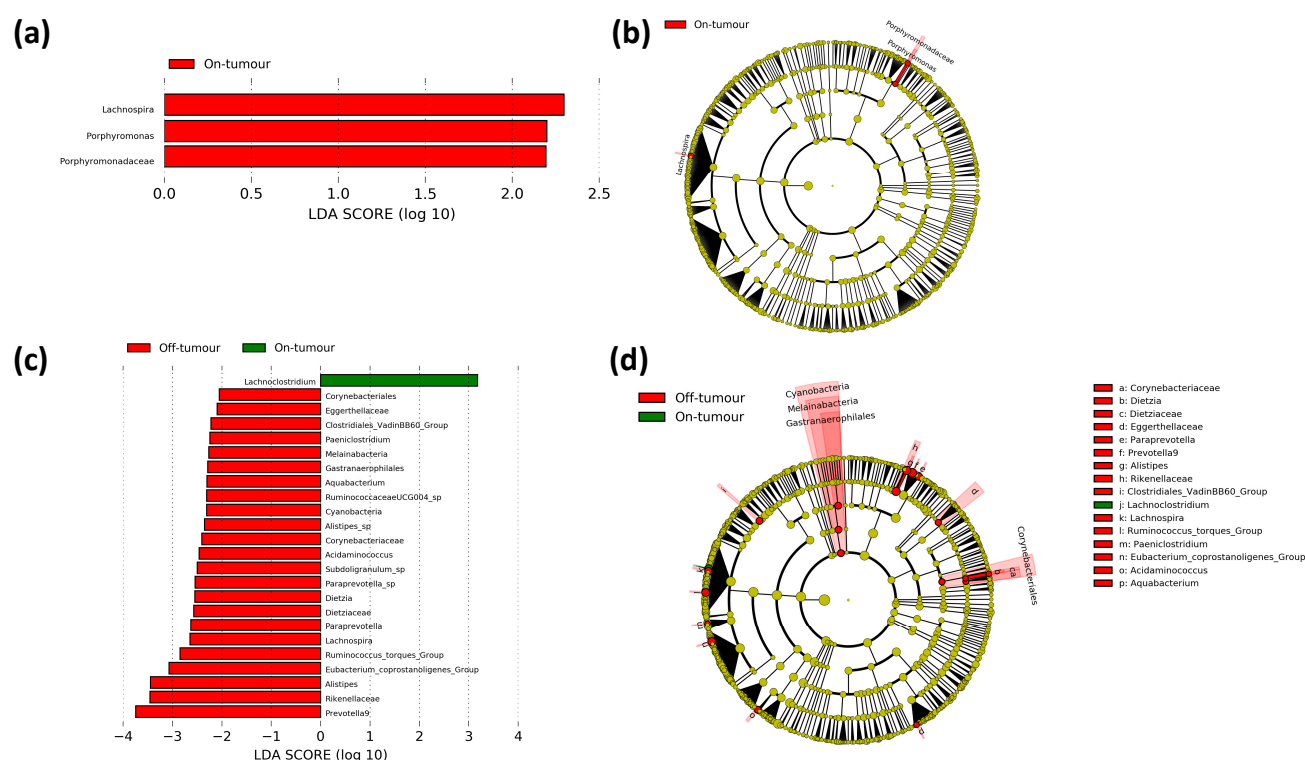 (a)
On-tumour
Lachnospira
Porphyromonas
Porphyromonadaceae
0.0 0.5 1.0 1.5 2.0 2.5
LDA SCORE (log 10)
(b)
On-tumour
Porphyromonadaceae
Porphyromonas
Lachnospira
(c)
Off-tumour On-tumour
Lachnoclostridium
Corynebacteriales
Eggerthellaceae
Clostridiales_VadinBB60_Group
Paeniclostridium
Melainabacteria
Gastranaerophilales
Aquabacterium
RuminoccaceaeUCG004_sp
Cyanobacteria
Alistipes_sp
Corynebacteriaceae
Acidaminococcus
Subdoligranulum_sp
Paraprevotella_sp
Dietzia
Dietziaceae
Paraprevotella
Lachnospira
Ruminococcus_torques_Group
Eubacterium_coprostanoligenes_Group
Alistipes
Rikenellaceae
Prevotella9
−4 −3 −2 −1 0 1 2 3 4
LDA SCORE (log 10)
(d)
Off-tumour
On-tumour
Cyanobacteria
Melainabacteria
Gastranaerophilales
h
e
d
Corynebacteriales
b
ca
i
m
o
a: Corynebacteriaceae
b: Dietzia
c: Dietziaceae
d: Eggerthellaceae
e: Paraprevotella
f: Prevotella9
g: Alistipes
h: Rikenellaceae
i: Clostridiales_VadinBB60_Group
j: Lachnoclostridium
k: Lachnospira
l: Ruminococcus_torques_Group
m: Paeniclostridium
n: Eubacterium_coprostanoligenes_Group
o: Acidaminococcus
p: Aquabacterium